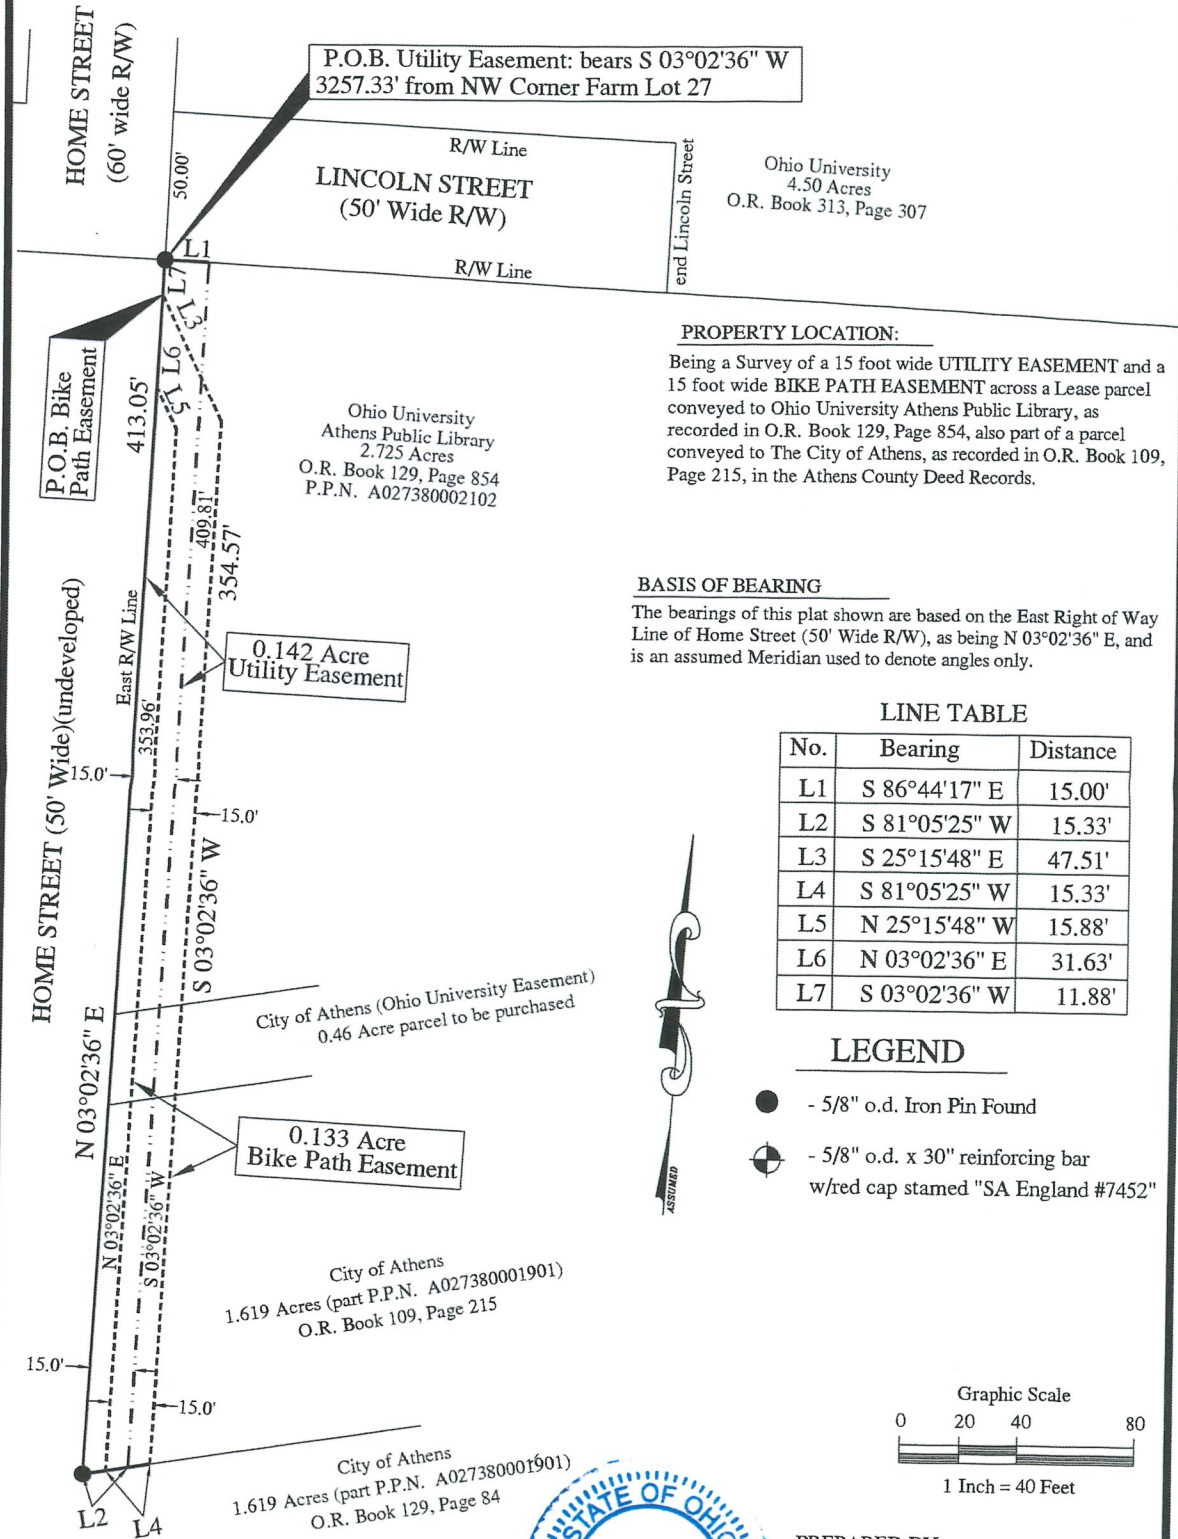 HOME STREET
(60' wide R/W)
P.O.B. Utility Easement: bears S 03°02'36" W
3257.33' from NW Corner Farm Lot 27
50.00'
R/W Line
LINCOLN STREET
(50' Wide R/W)
end Lincoln Street
Ohio University
4.50 Acres
O.R. Book 313, Page 307
L1
R/W Line
L7
L3
L6
L5
P.O.B. Bike
Path Easement
413.05'
Ohio University
Athens Public Library
2.725 Acres
O.R. Book 129, Page 854
P.P.N. A027380002102
PROPERTY LOCATION:
Being a Survey of a 15 foot wide UTILITY EASEMENT and a
15 foot wide BIKE PATH EASEMENT across a Lease parcel
conveyed to Ohio University Athens Public Library, as
recorded in O.R. Book 129, Page 854, also part of a parcel
conveyed to The City of Athens, as recorded in O.R. Book 109,
Page 215, in the Athens County Deed Records.
409.81'
354.57'
HOME STREET (50' Wide)(undeveloped)
East R/W Line
353.96'
0.142 Acre
Utility Easement
15.0'
15.0'
S 03°02'36" W
BASIS OF BEARING
The bearings of this plat shown are based on the East Right of Way
Line of Home Street (50' Wide R/W), as being N 03°02'36" E, and
is an assumed Meridian used to denote angles only.
LINE TABLE
No. Bearing Distance
L1 S 86°44'17" E 15.00'
L2 S 81°05'25" W 15.33'
L3 S 25°15'48" E 47.51'
L4 S 81°05'25" W 15.33'
L5 N 25°15'48" W 15.88'
L6 N 03°02'36" E 31.63'
L7 S 03°02'36" W 11.88'
City of Athens (Ohio University Easement)
0.46 Acre parcel to be purchased
N 03°02'36" E
LEGEND
- 5/8" o.d. Iron Pin Found
- 5/8" o.d. x 30" reinforcing bar
w/red cap stamed "SA England #7452"
ASSUMED
0.133 Acre
Bike Path Easement
N 03°02'36" E
S 03°02'36" W
City of Athens
1.619 Acres (part P.P.N. A027380001901)
O.R. Book 109, Page 215
15.0'
15.0'
Graphic Scale
0 20 40 80
1 Inch = 40 Feet
City of Athens
1.619 Acres (part P.P.N. A027380001901)
O.R. Book 129, Page 84
L2
L4
STATE OF OHIO
PREPARED BY